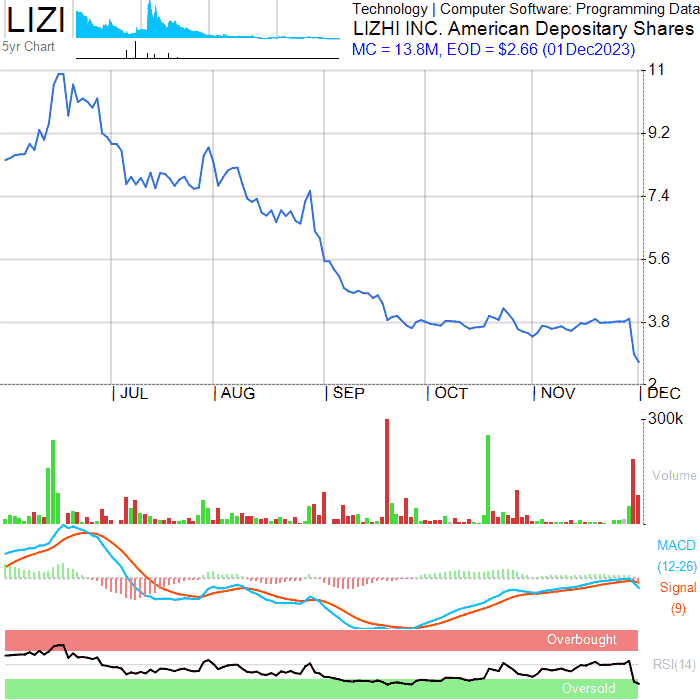 LIZI
5yr Chart
Technology | Computer Software: Programming Data
LIZHI INC. American Depositary Shares
MC = 13.8M, EOD = $2.66 (01Dec2023)
11
9.2
7.4
5.6
3.8
2
JUL
AUG
SEP
OCT
NOV
DEC
300k
Volume
MACD
(12-26)
Signal
(9)
Overbought
RSI(14)
Oversold